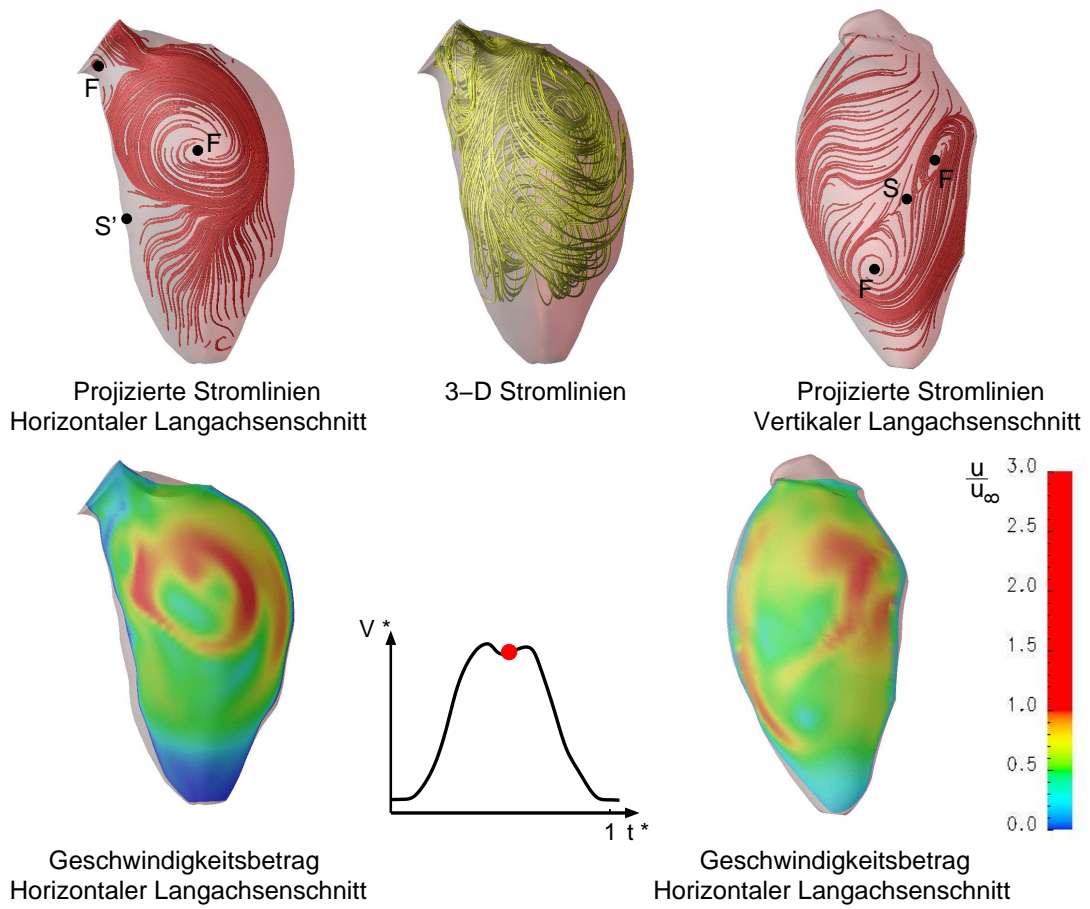 F
F
S'
S
F
F
Projizierte Stromlinien
Horizontaler Langachsenschnitt
3–D Stromlinien
Projizierte Stromlinien
Vertikaler Langachsenschnitt
u
u∞
3.0
2.5
2.0
1.5
1.0
0.5
0.0
V *
1 t *
Geschwindigkeitsbetrag
Horizontaler Langachsenschnitt
Geschwindigkeitsbetrag
Horizontaler Langachsenschnitt